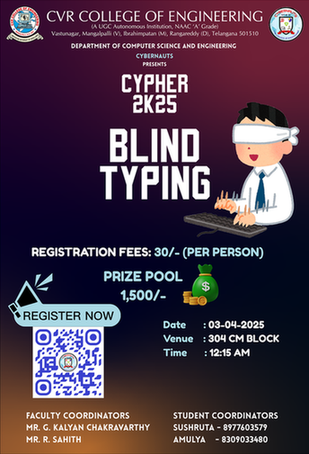 CVR COLLEGE OF ENGINEERING
(A UGC Autonomous Institution, NAAC 'A' Grade)
Vastunagar, Mangalpalli (V), Ibrahimpatan (M), Rangareddy (D), Telangana 501510
DEPARTMENT OF COMPUTER SCIENCE AND ENGINEERING
CYBERNAUTS
PRESENTS
CYPHER
2K25
BLIND
TYPING
REGISTRATION FEES: 30/- (PER PERSON)
PRIZE POOL
1,500/-
REGISTER NOW
Date : 03-04-2025
Venue : 304 CM BLOCK
Time : 12:15 AM
FACULTY COORDINATORS
MR. G. KALYAN CHAKRAVARTHY
MR. R. SAHITH
STUDENT COORDINATORS
SUSHRUTA - 8977603579
AMULYA - 8309033480